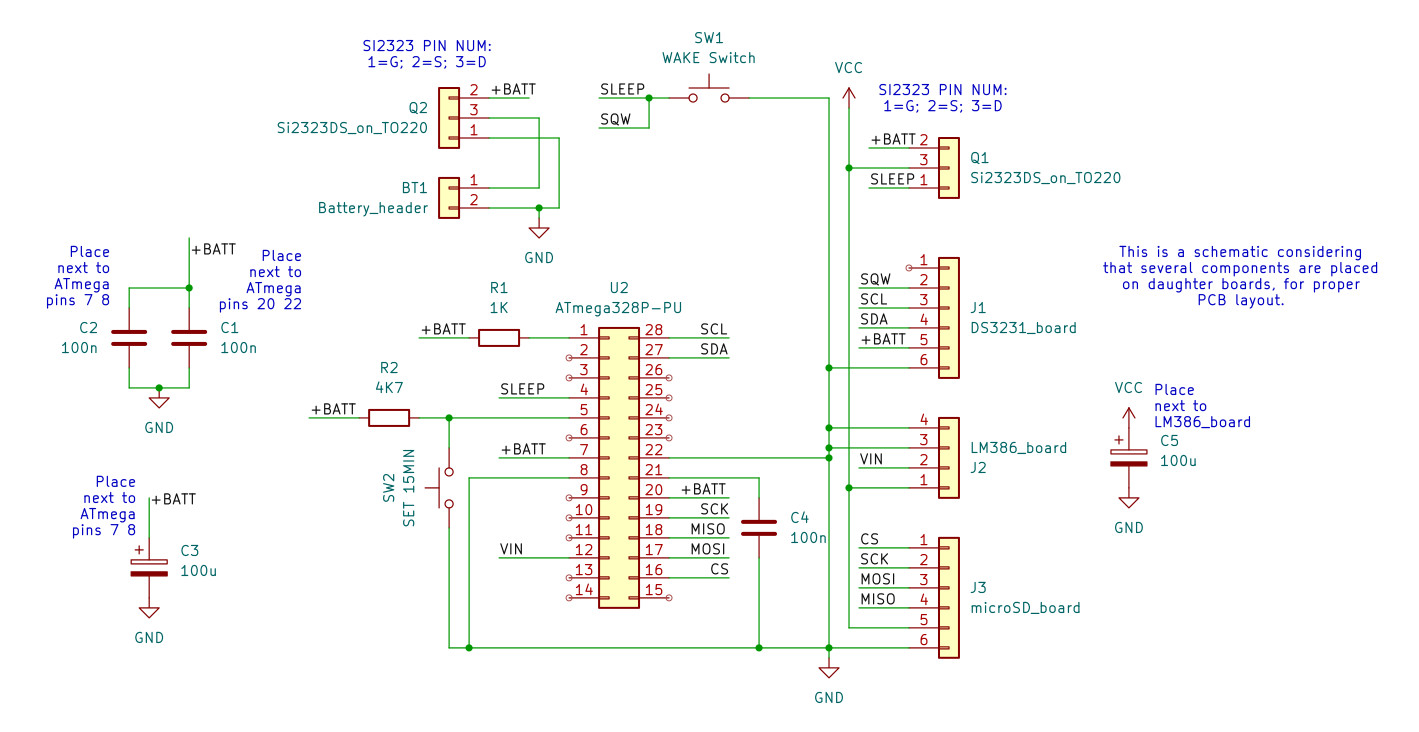 SI2323 PIN NUM:
1=G; 2=S; 3=D
Q2
Si2323DS_on_TO220
2
3
1
+BATT
BT1
Battery_header
1
2
GND
SW1
WAKE Switch
SLEEP
SQW
VCC
SI2323 PIN NUM:
1=G; 2=S; 3=D
+BATT
SLEEP
2
3
1
Q1
Si2323DS_on_TO220
Place
next to
ATmega
pins 7 8
+BATT
Place
next to
ATmega
pins 20 22
C2
100n
C1
100n
GND
This is a schematic considering
that several components are placed
on daughter boards, for proper
PCB layout.
R1
1K
+BATT
R2
4K7
+BATT
SLEEP
+BATT
VIN
SW2
SET 15MIN
U2
ATmega328P-PU
1
2
3
4
5
6
7
8
9
10
11
12
13
14
28
27
26
25
24
23
22
21
20
19
18
17
16
15
SCL
SDA
+BATT
SCK
MISO
MOSI
CS
C4
100n
SQW
SCL
SDA
+BATT
1
2
3
4
5
6
J1
DS3231_board
VIN
4
3
2
1
LM386_board
J2
CS
SCK
MOSI
MISO
1
2
3
4
5
6
J3
microSD_board
GND
VCC
Place
next to
LM386_board
+
C5
100u
GND
Place
next to
ATmega
pins 7 8
+BATT
+
C3
100u
GND